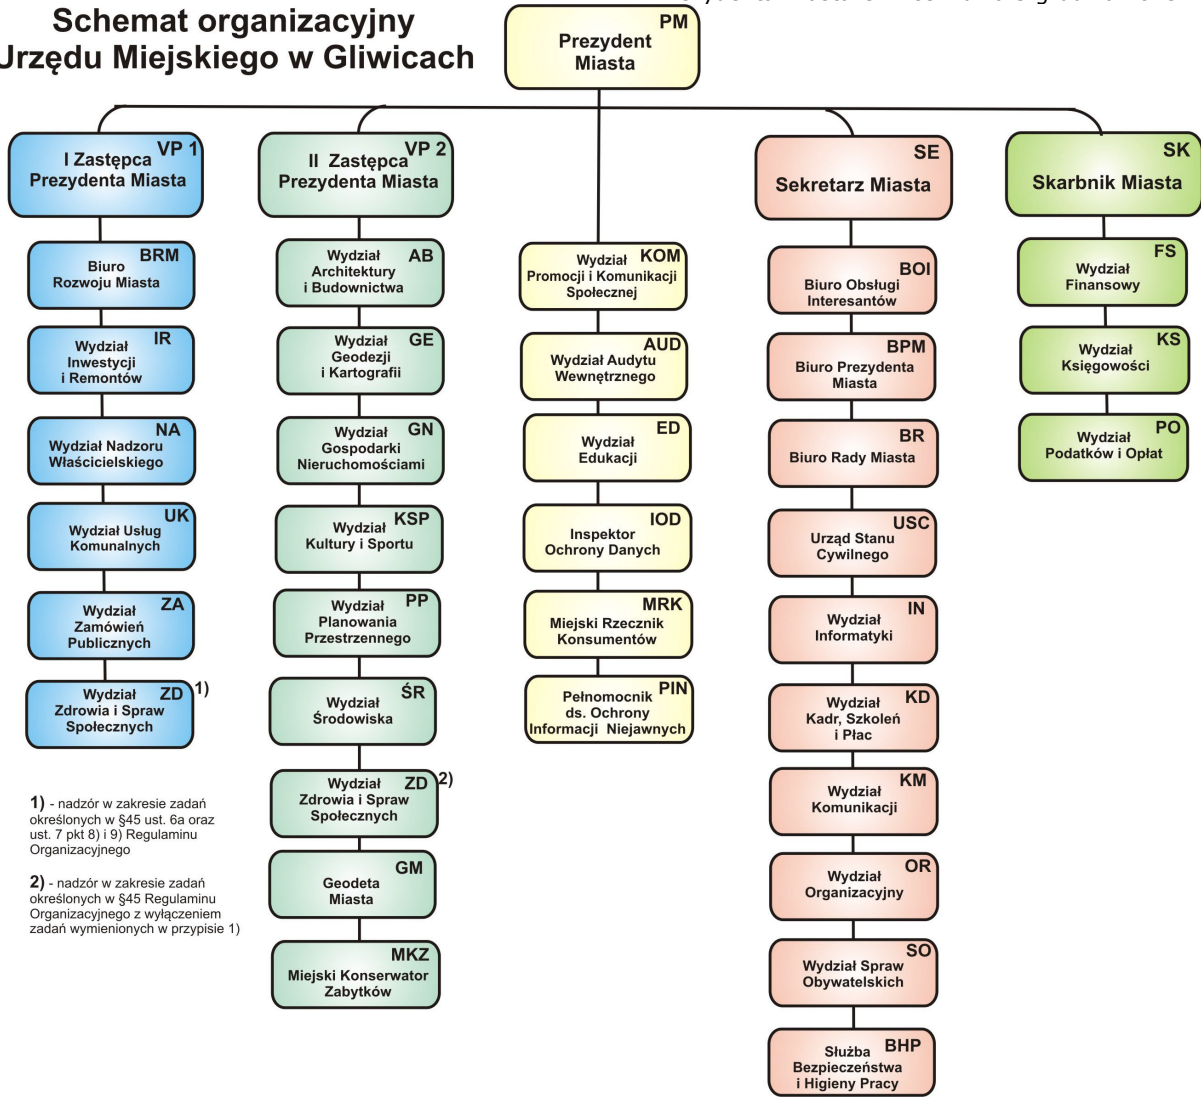 Schemat organizacyjny
Urzędu Miejskiego w Gliwicach
PM
Prezydent
Miasta
VP 1
I Zastępca
Prezydenta Miasta
BRM
Biuro
Rozwoju Miasta
IR
Wydział
Inwestycji
i Remontów
NA
Wydział Nadzoru
Właścicielskiego
UK
Wydział Usług
Komunalnych
ZA
Wydział
Zamówień
Publicznych
ZD 1)
Wydział
Zdrowia i Spraw
Społecznych
1) - nadzór w zakresie zadań
określonych w §45 ust. 6a oraz
ust. 7 pkt 8) i 9) Regulaminu
Organizacyjnego
2) - nadzór w zakresie zadań
określonych w §45 Regulaminu
Organizacyjnego z wyłączeniem
zadań wymienionych w przypisie 1)
VP 2
II Zastępca
Prezydenta Miasta
AB
Wydział
Architektury
i Budownictwa
GE
Wydział
Geodezji
i Kartografii
GN
Wydział
Gospodarki
Nieruchomościami
KSP
Wydział
Kultury i Sportu
PP
Wydział
Planowania
Przestrzennego
ŚR
Wydział
Środowiska
ZD 2)
Wydział
Zdrowia i Spraw
Społecznych
GM
Geodeta
Miasta
MKZ
Miejski Konserwator
Zabytków
KOM
Wydział
Promocji i Komunikacji
Społecznej
AUD
Wydział Audytu
Wewnętrznego
ED
Wydział
Edukacji
IOD
Inspektor
Ochrony Danych
MRK
Miejski Rzecznik
Konsumentów
PIN
Pełnomocnik
ds. Ochrony
Informacji Niejawnych
SE
Sekretarz Miasta
BOI
Biuro Obsługi
Interesantów
BPM
Biuro Prezydenta
Miasta
BR
Biuro Rady Miasta
USC
Urząd Stanu
Cywilnego
IN
Wydział
Informatyki
KD
Wydział
Kadr, Szkoleń
i Płac
KM
Wydział
Komunikacji
OR
Wydział
Organizacyjny
SO
Wydział Spraw
Obywatelskich
BHP
Służba
Bezpieczeństwa
i Higieny Pracy
SK
Skarbnik Miasta
FS
Wydział
Finansowy
KS
Wydział
Księgowości
PO
Wydział
Podatków i Opłat